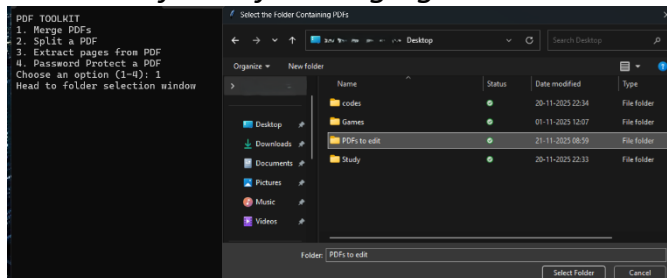 PDF TOOLKIT
1. Merge PDFs
2. Split a PDF
3. Extract pages from PDF
4. Password Protect a PDF
Choose an option (1-4): 1
Head to folder selection window
Select the Folder Containing PDFs
Desktop
Search Desktop
Organize
New folder
Name
Status
Date modified
Type
codes
20-11-2025 22:34
File folder
Games
01-11-2025 12:07
File folder
PDFs to edit
21-11-2025 08:59
File folder
Study
20-11-2025 22:33
File folder
Desktop
Downloads
Documents
Pictures
Music
Videos
Folder: PDFs to edit
Select Folder
Cancel